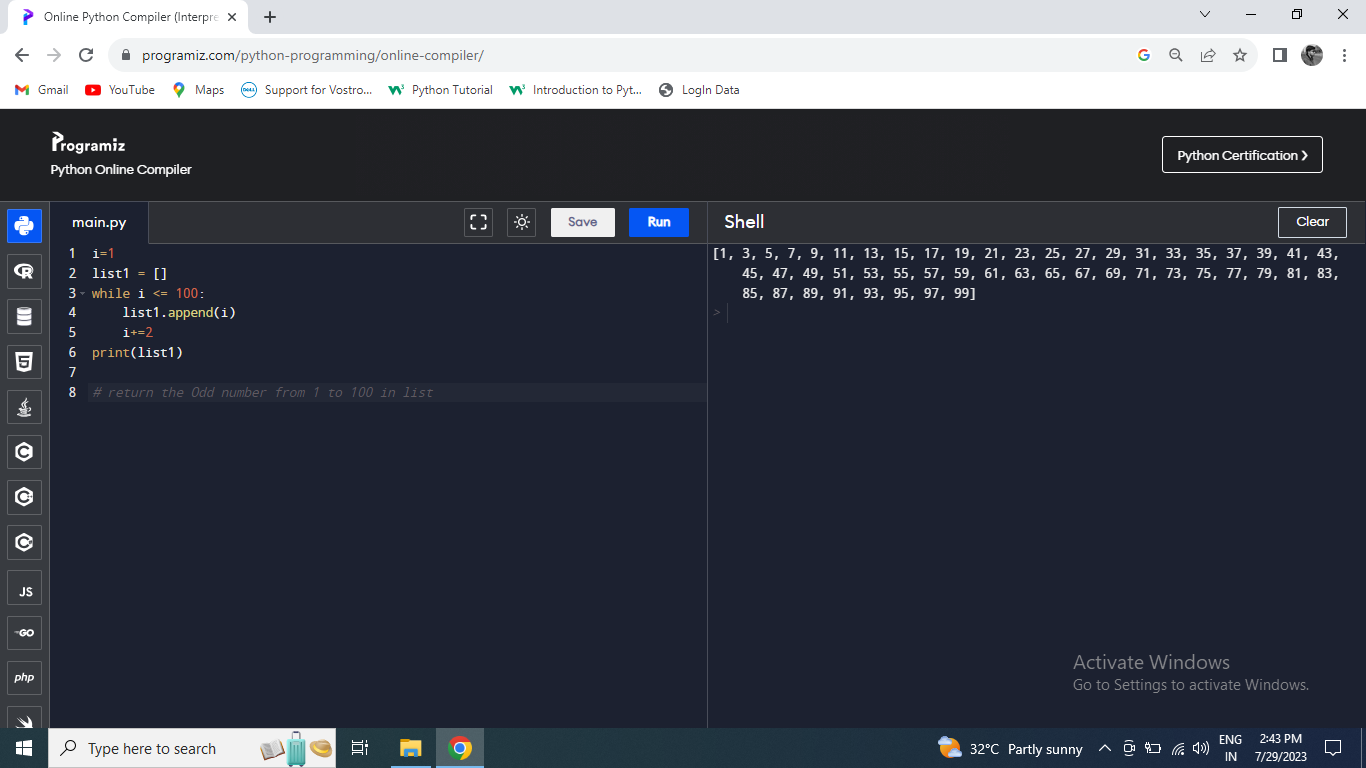 Online Python Compiler (Interpre
programiz.com/python-programming/online-compiler/
Gmail
YouTube
Maps
Support for Vostro...
Python Tutorial
Introduction to Pyt...
LogIn Data
Programiz
Python Online Compiler
Python Certification
main.py
Save
Run
Shell
Clear
1 i=1
2 list1 = []
3 while i <= 100:
4 list1.append(i)
5 i+=2
6 print(list1)
7
8 # return the Odd number from 1 to 100 in list
[1, 3, 5, 7, 9, 11, 13, 15, 17, 19, 21, 23, 25, 27, 29, 31, 33, 35, 37, 39, 41, 43,
45, 47, 49, 51, 53, 55, 57, 59, 61, 63, 65, 67, 69, 71, 73, 75, 77, 79, 81, 83,
85, 87, 89, 91, 93, 95, 97, 99]
>
JS
GO
php
Activate Windows
Go to Settings to activate Windows.
Type here to search
32°C Partly sunny
ENG
IN
2:43 PM
7/29/2023